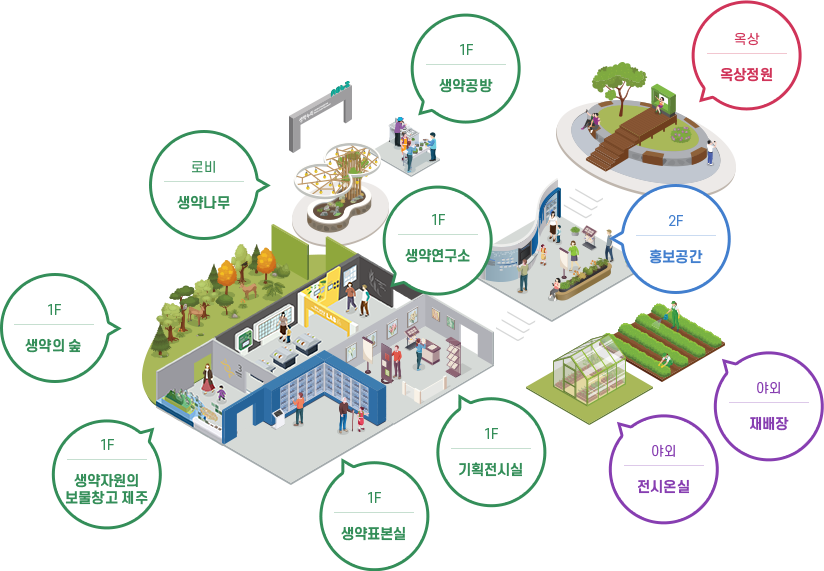 1F
생약공방
옥상
옥상정원
로비
생약나무
1F
생약연구소
2F
홍보공간
1F
생약의 숲
LAB
야외
재배장
1F
생약자원의
보물창고 제주
1F
기획전시실
야외
전시온실
1F
생약표본실